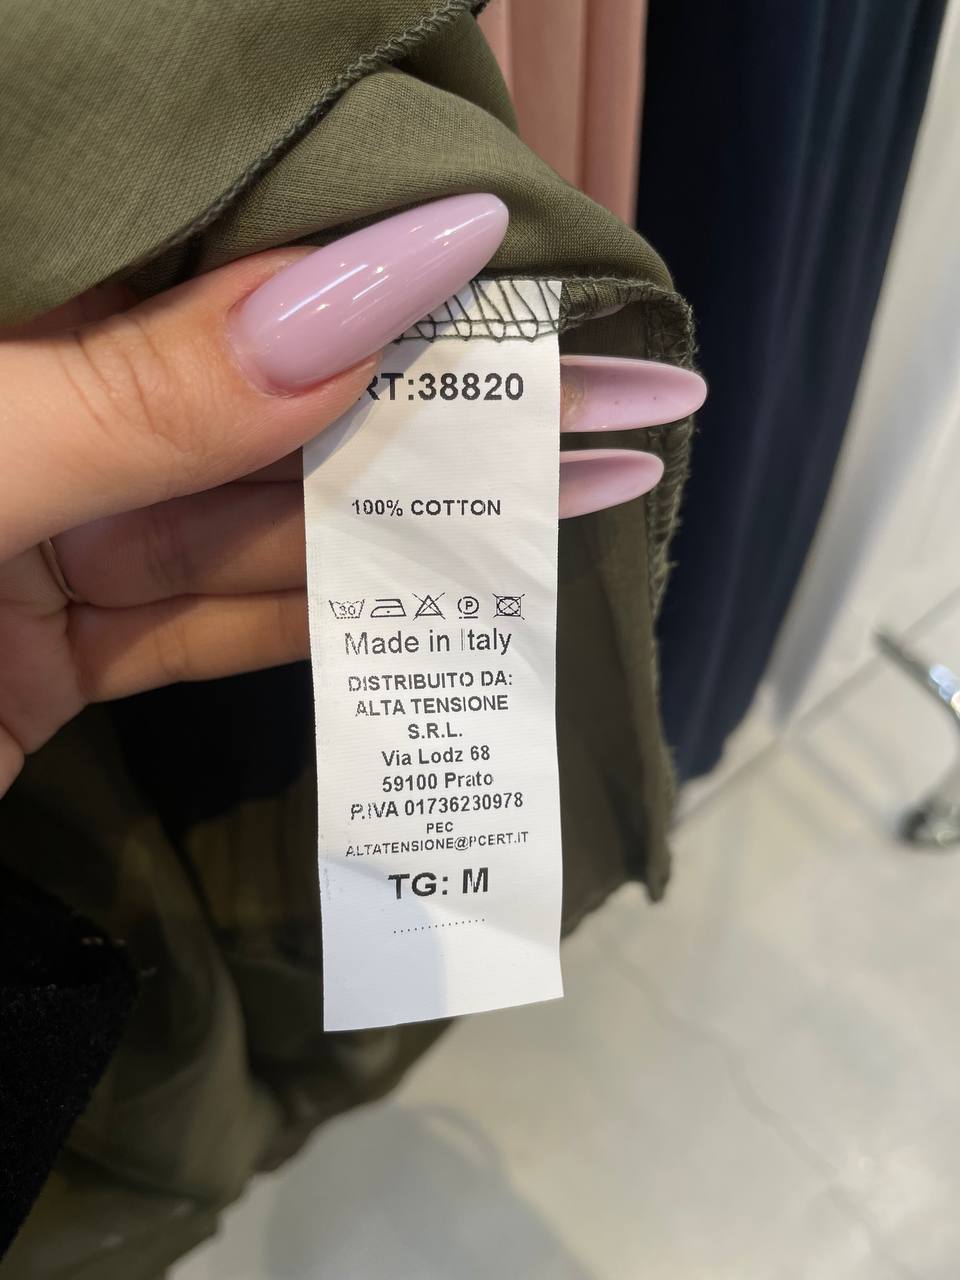 RT:38820
100% COTTON
30 P
Made in Italy
DISTRIBUITO DA:
ALTA TENSIONE
S.R.L.
Via Lodz 68
59100 Prato
P.IVA 01736230978
PEC
ALTATENSIONE@PCERT.IT
TG: M
..............